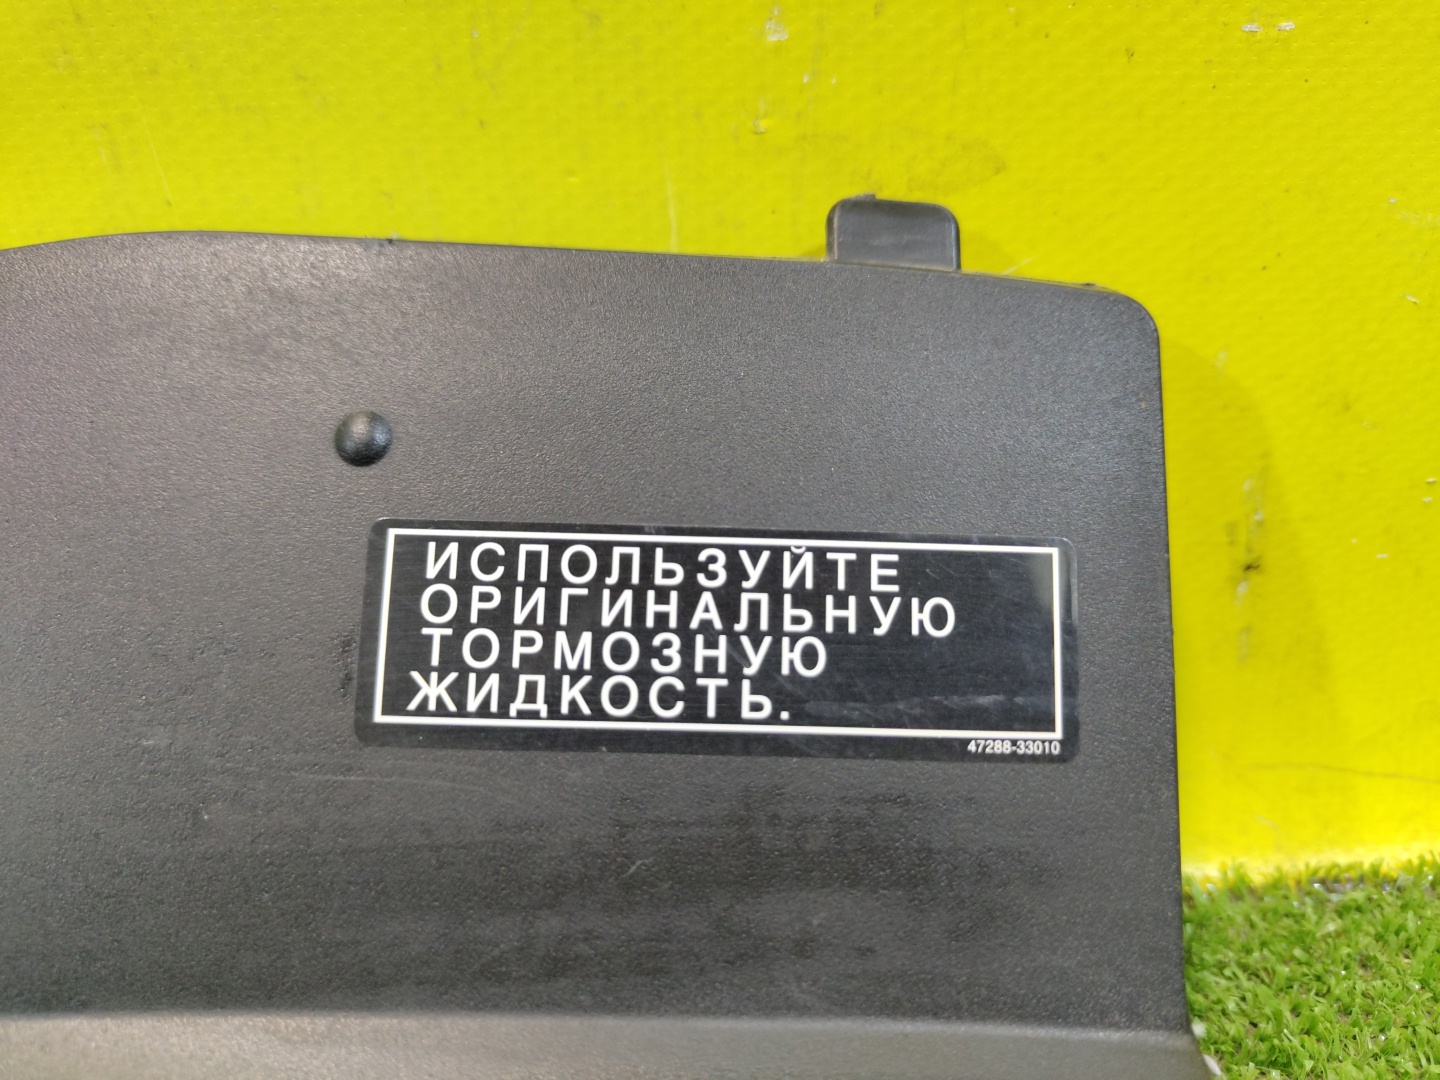 ИСПОЛЬЗУЙТЕ
ОРИГИНАЛЬНУЮ
ТОРМОЗНУЮ
ЖИДКОСТЬ.
47288-33010